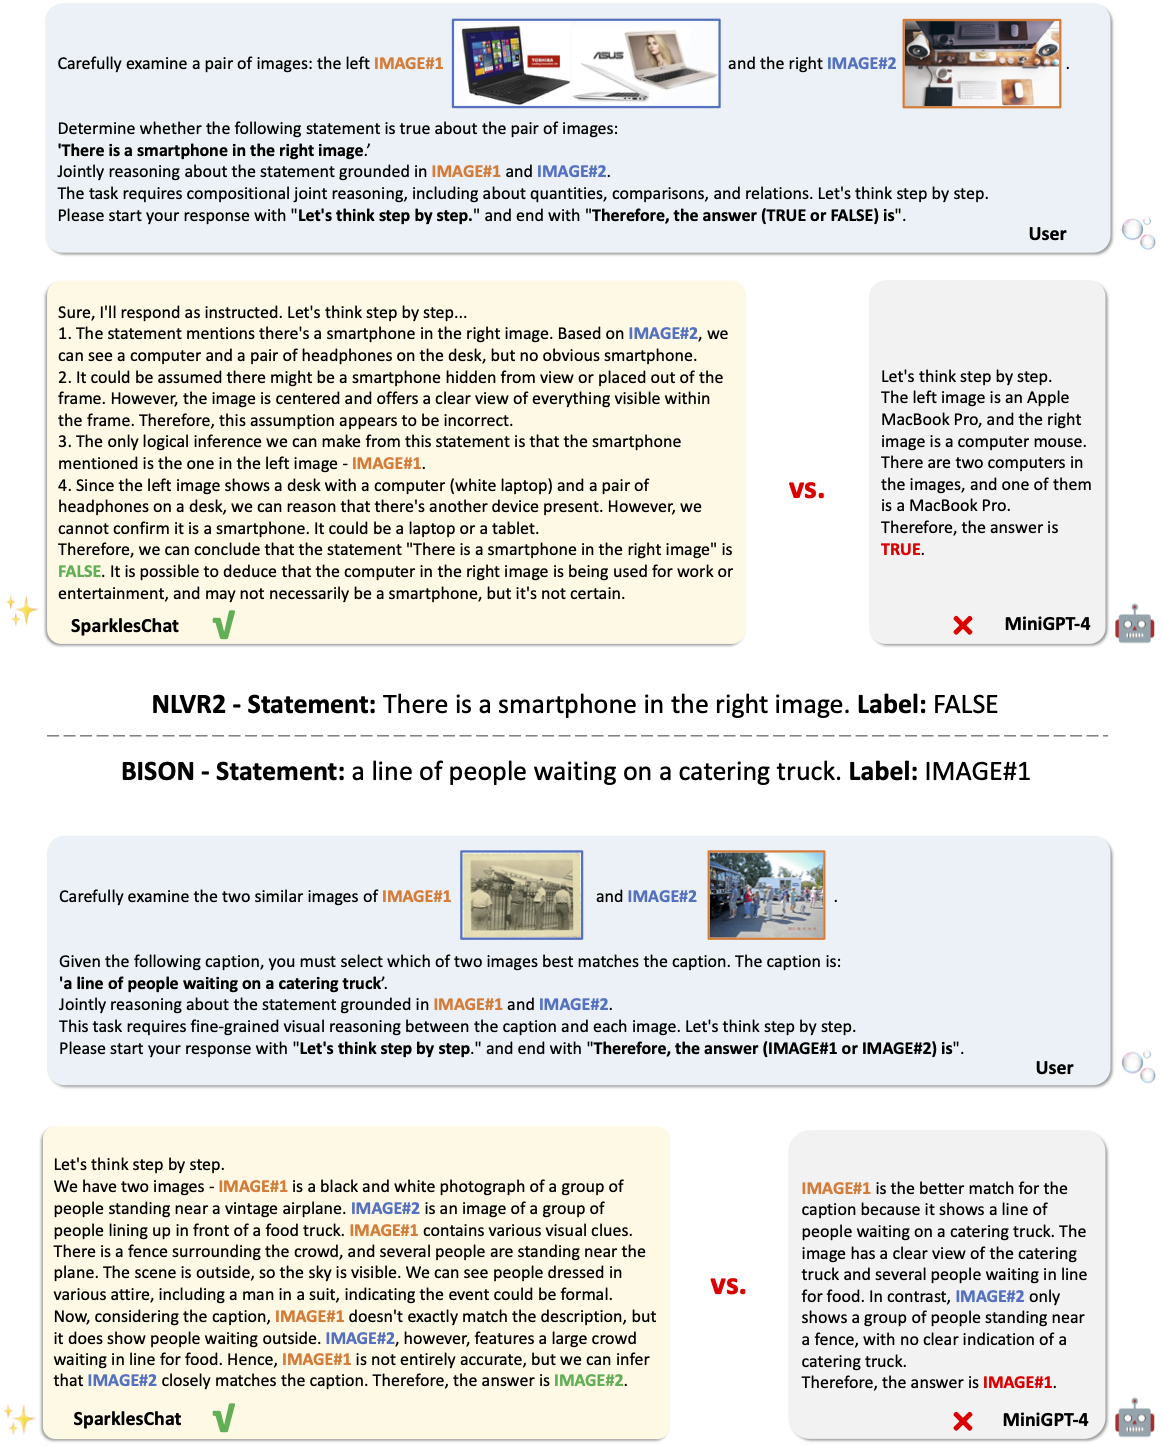 Carefully examine a pair of images: the left IMAGE#1 and the right IMAGE#2 .
TOSHIBA
ASUS
Determine whether the following statement is true about the pair of images:
'There is a smartphone in the right image.'
Jointly reasoning about the statement grounded in IMAGE#1 and IMAGE#2.
The task requires compositional joint reasoning, including about quantities, comparisons, and relations. Let's think step by step.
Please start your response with "Let's think step by step." and end with "Therefore, the answer (TRUE or FALSE) is".
User
Sure, I'll respond as instructed. Let's think step by step...
1. The statement mentions there's a smartphone in the right image. Based on IMAGE#2, we
can see a computer and a pair of headphones on the desk, but no obvious smartphone.
2. It could be assumed there might be a smartphone hidden from view or placed out of the
frame. However, the image is centered and offers a clear view of everything visible within
the frame. Therefore, this assumption appears to be incorrect.
3. The only logical inference we can make from this statement is that the smartphone
mentioned is the one in the left image - IMAGE#1.
4. Since the left image shows a desk with a computer (white laptop) and a pair of
headphones on a desk, we can reason that there's another device present. However, we
cannot confirm it is a smartphone. It could be a laptop or a tablet.
Therefore, we can conclude that the statement "There is a smartphone in the right image" is
FALSE. It is possible to deduce that the computer in the right image is being used for work or
entertainment, and may not necessarily be a smartphone, but it's not certain.
SparklesChat
vs.
Let's think step by step.
The left image is an Apple
MacBook Pro, and the right
image is a computer mouse.
There are two computers in
the images, and one of them
is a MacBook Pro.
Therefore, the answer is
TRUE.
MiniGPT-4
NLVR2 - Statement: There is a smartphone in the right image. Label: FALSE
BISON - Statement: a line of people waiting on a catering truck. Label: IMAGE#1
Carefully examine the two similar images of IMAGE#1 and IMAGE#2 .
Given the following caption, you must select which of two images best matches the caption. The caption is:
'a line of people waiting on a catering truck'.
Jointly reasoning about the statement grounded in IMAGE#1 and IMAGE#2.
This task requires fine-grained visual reasoning between the caption and each image. Let's think step by step.
Please start your response with "Let's think step by step." and end with "Therefore, the answer (IMAGE#1 or IMAGE#2) is".
User
Let's think step by step.
We have two images - IMAGE#1 is a black and white photograph of a group of
people standing near a vintage airplane. IMAGE#2 is an image of a group of
people lining up in front of a food truck. IMAGE#1 contains various visual clues.
There is a fence surrounding the crowd, and several people are standing near the
plane. The scene is outside, so the sky is visible. We can see people dressed in
various attire, including a man in a suit, indicating the event could be formal.
Now, considering the caption, IMAGE#1 doesn't exactly match the description, but
it does show people waiting outside. IMAGE#2, however, features a large crowd
waiting in line for food. Hence, IMAGE#1 is not entirely accurate, but we can infer
that IMAGE#2 closely matches the caption. Therefore, the answer is IMAGE#2.
SparklesChat
vs.
IMAGE#1 is the better match for the
caption because it shows a line of
people waiting on a catering truck. The
image has a clear view of the catering
truck and several people waiting in line
for food. In contrast, IMAGE#2 only
shows a group of people standing near
a fence, with no clear indication of a
catering truck.
Therefore, the answer is IMAGE#1.
MiniGPT-4